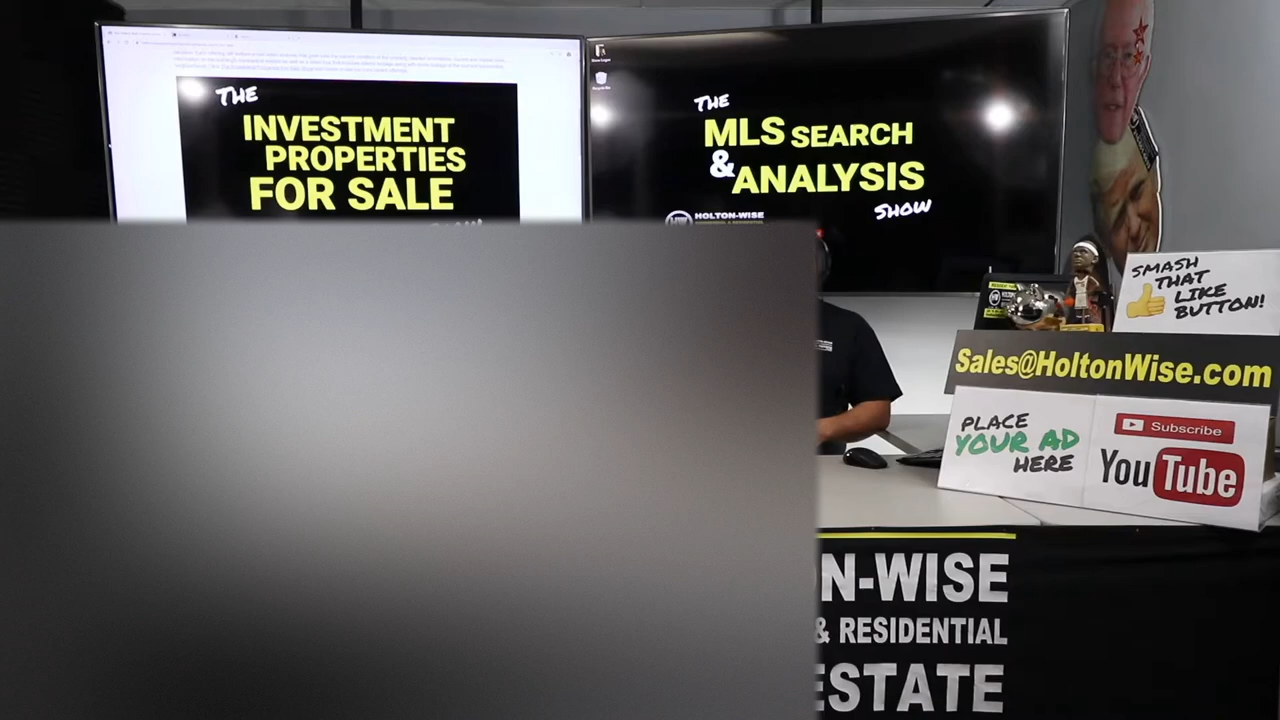 THE
INVESTMENT
PROPERTIES
FOR SALE
THE
MLS SEARCH
& ANALYSIS
SHOW
HOLTON-WISE
SMASH
THAT
LIKE
BUTTON!
Sales@HoltonWise.com
PLACE
YOUR AD
HERE
Subscribe
YouTube
N-WISE
& RESIDENTIAL
ESTATE